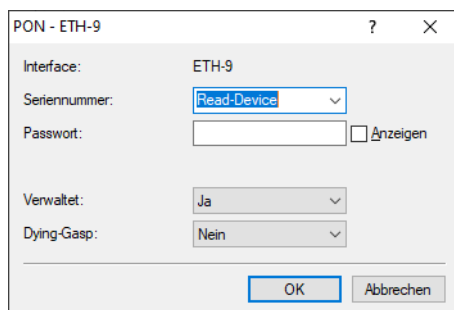 PON - ETH-9 ?
Interface: ETH-9
Seriennummer: Read-Device
Passwort: Anzeigen
Verwaltet: Ja
Dying-Gasp: Nein
OK Abbrechen